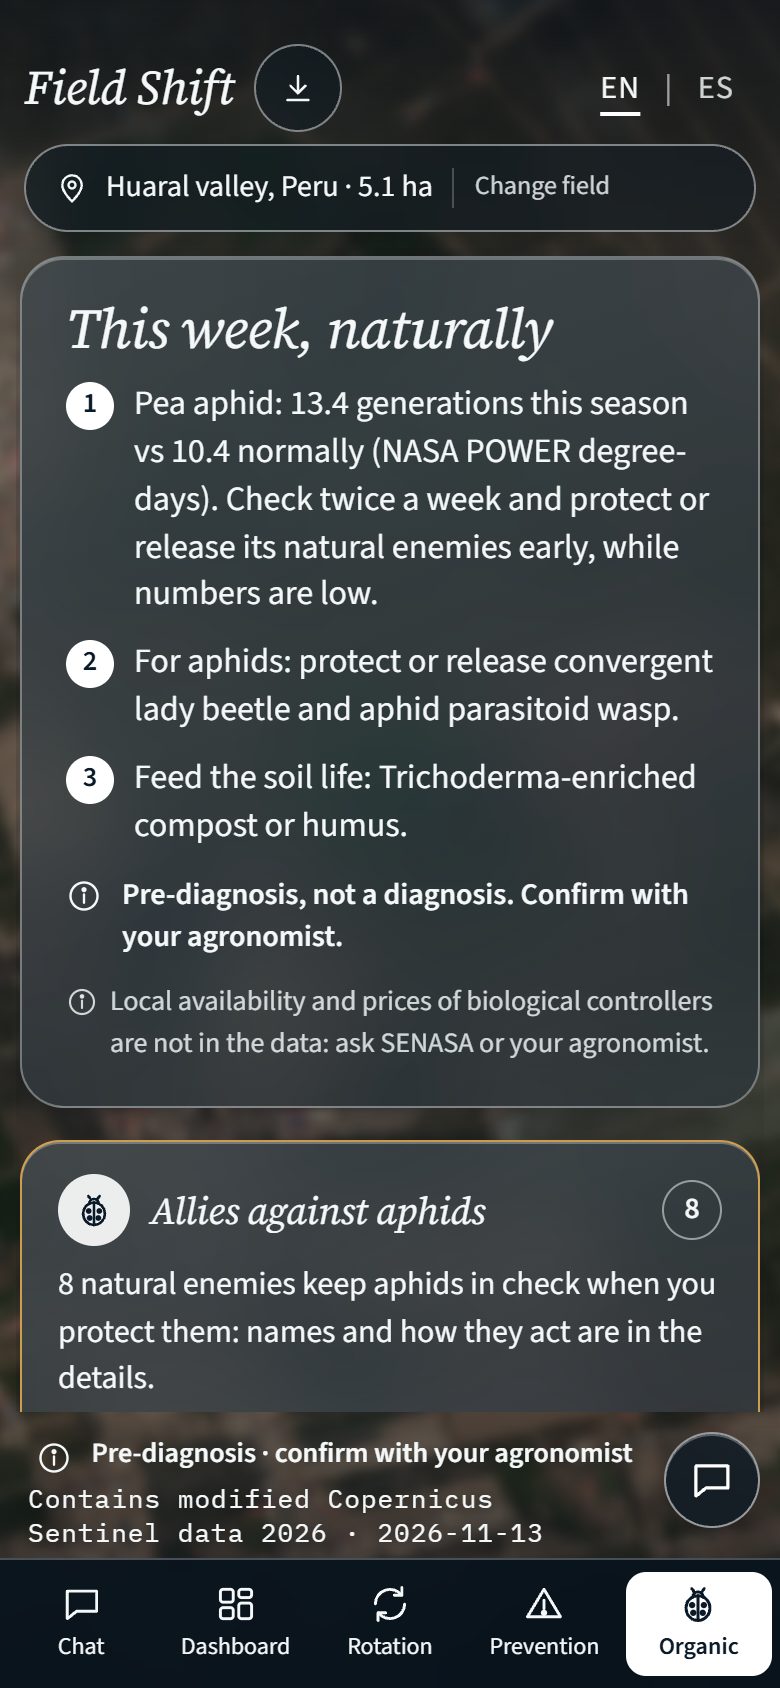 Field Shift
EN | ES
Huaral valley, Peru · 5.1 ha | Change field
This week, naturally
1 Pea aphid: 13.4 generations this season
vs 10.4 normally (NASA POWER degree-
days). Check twice a week and protect or
release its natural enemies early, while
numbers are low.
2 For aphids: protect or release convergent
lady beetle and aphid parasitoid wasp.
3 Feed the soil life: Trichoderma-enriched
compost or humus.
Pre-diagnosis, not a diagnosis. Confirm with
your agronomist.
Local availability and prices of biological controllers
are not in the data: ask SENASA or your agronomist.
Allies against aphids 8
8 natural enemies keep aphids in check when you
protect them: names and how they act are in the
details.
Pre-diagnosis · confirm with your agronomist
Contains modified Copernicus
Sentinel data 2026 · 2026-11-13
Chat Dashboard Rotation Prevention Organic